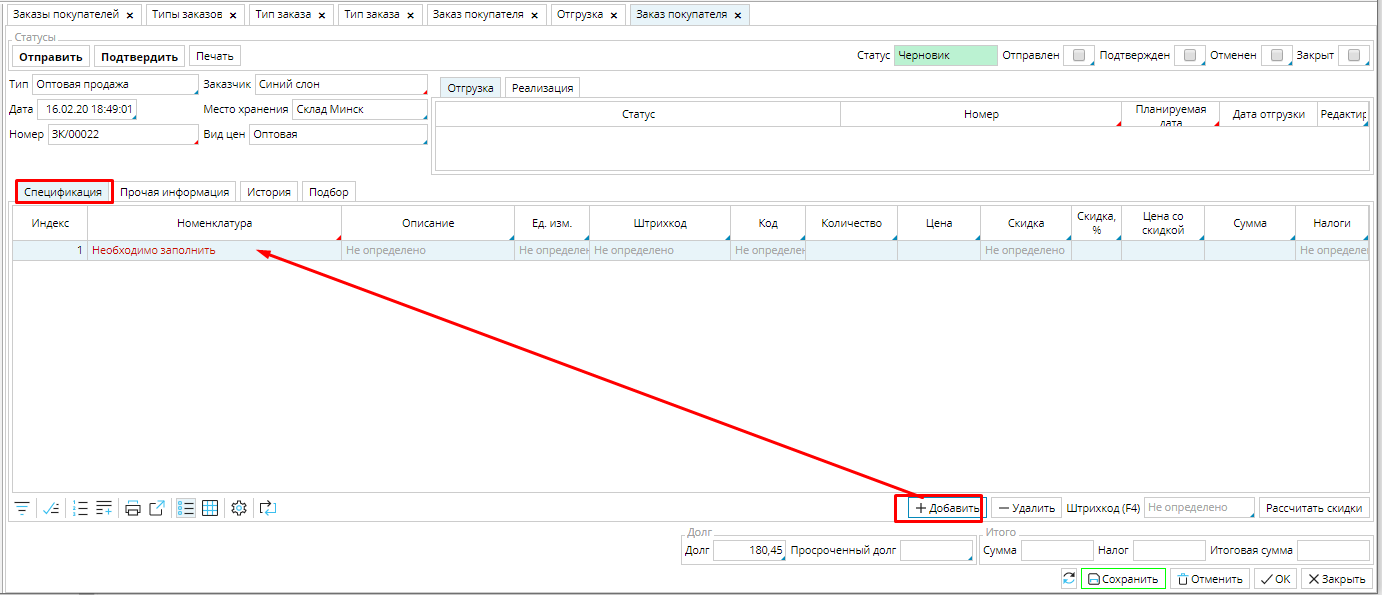 Заказы покупателей × Типы заказов × Тип заказа × Тип заказа × Заказ покупателя × Отгрузка × Заказ покупателя ×
Статусы
Отправить Подтвердить Печать Статус Черновик Отправлен Подтвержден Отменен Закрыт
Тип Оптовая продажа Заказчик Синий слон
Дата 16.02.20 18:49:01 Место хранения Склад Минск
Номер ЗК/00022 Вид цен Оптовая
Отгрузка Реализация
Статус Номер Планируемая дата Дата отгрузки Редактир
Спецификация Прочая информация История Подбор
Индекс Номенклатура Описание Ед. изм. Штрихкод Код Количество Цена Скидка Скидка, % Цена со скидкой Сумма Налоги
1 Необходимо заполнить Не определено Не определен Не определено Не определ Не определено Не определен
+ Добавить — Удалить Штрихкод (F4) Не определено Рассчитать скидки
Долг Итого
Долг 180,45 Просроченный долг Сумма Налог Итоговая сумма
Сохранить Отменить OK Закрыть